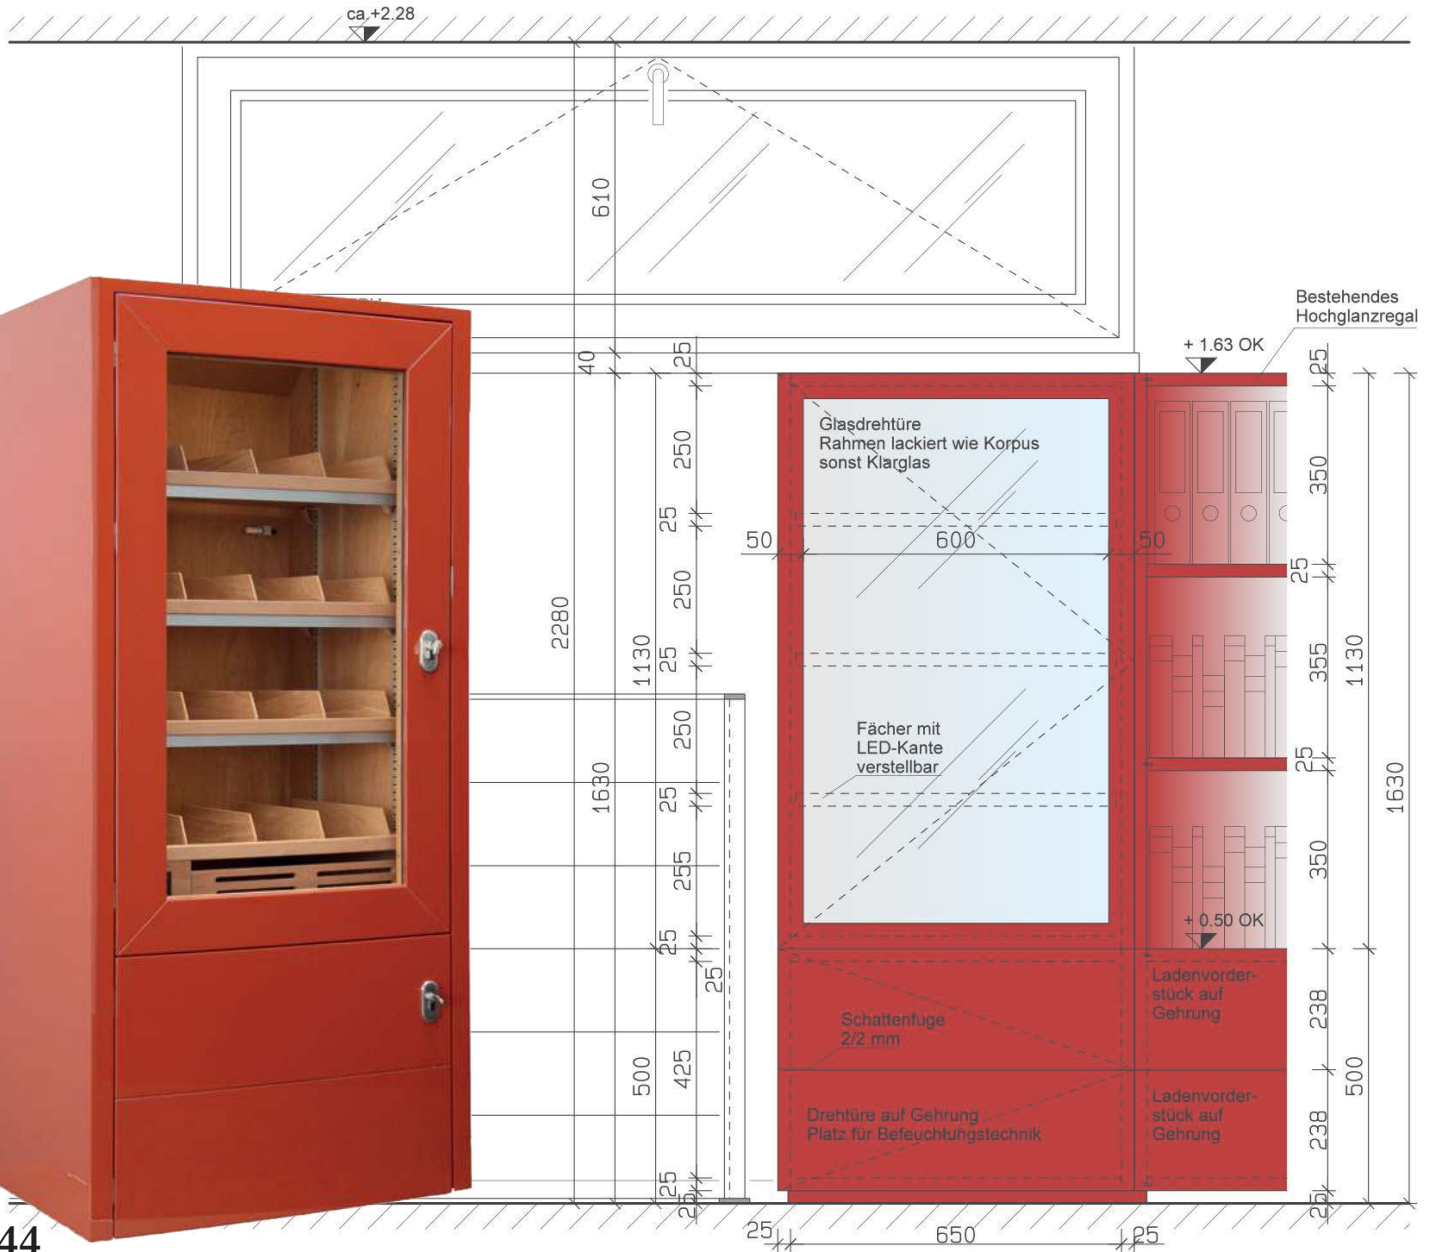 ca.+2.28
610
40
25
Bestehendes
Hochglanzregal
+ 1.63 OK
25
Glasdrehtüre
Rahmen lackiert wie Korpus
sonst Klarglas
250
350
25
50
600
50
25
250
2280
1130
25
355
1130
250
Fächer mit
LED-Kante
verstellbar
25
1630
25
1630
255
350
+ 0.50 OK
25
25
Ladenvorder-
stück auf
Gehrung
238
Schattenfuge
2/2 mm
500
425
500
Ladenvorder-
stück auf
Gehrung
238
Drehtüre auf Gehrung
Platz für Befeuchtungstechnik
25
25
25
44
25
650
25